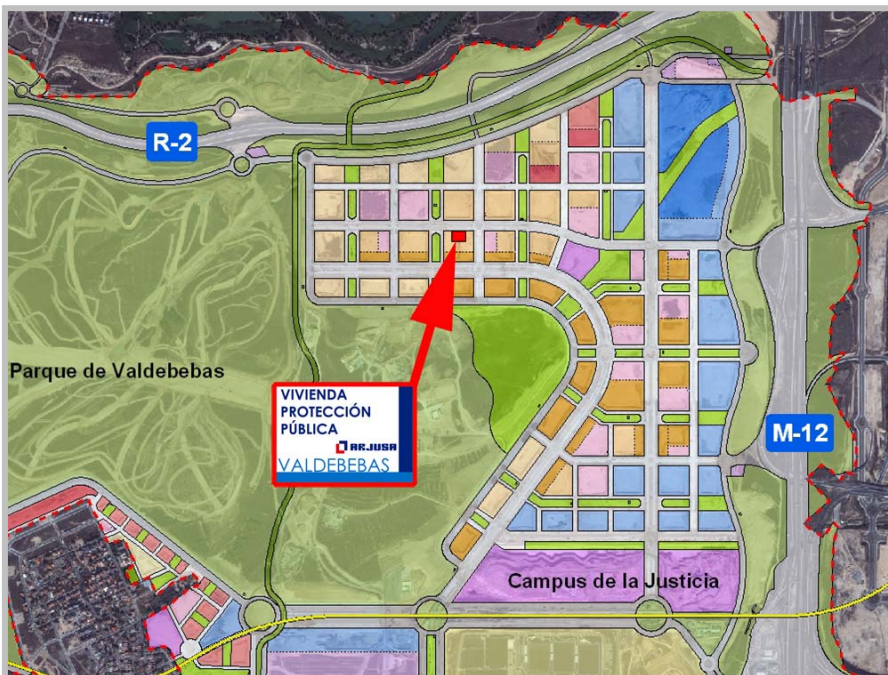 R-2
Parque de Valdebebas
VIVIENDA
PROTECCIÓN
PÚBLICA
ARJUSA
VALDEBEBAS
M-12
Campus de la Justicia